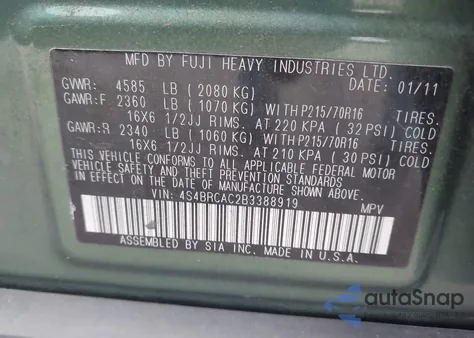 MFD BY FUJI HEAVY INDUSTRIES LTD.
GVWR: 4585 LB (2080 KG) DATE: 01/11
GAWR:F 2360 LB (1070 KG) WITH P215/70R16 TIRES.
16X6 1/2JJ RIMS. AT 220 KPA (32 PSI) COLD
GAWR:R 2340 LB (1060 KG) WITH P215/70R16 TIRES.
16X6 1/2JJ RIMS. AT 210 KPA (30 PSI) COLD
THIS VEHICLE CONFORMS TO ALL APPLICABLE FEDERAL MOTOR
VEHICLE SAFETY AND THEFT PREVENTION STANDARDS
IN EFFECT ON THE DATE OF MANUFACTURE SHOWN ABOVE.
VIN: 4S4BRCAC2B3388919 MPV
ASSEMBLED BY SIA INC. MADE IN U.S.A.
autoSnap